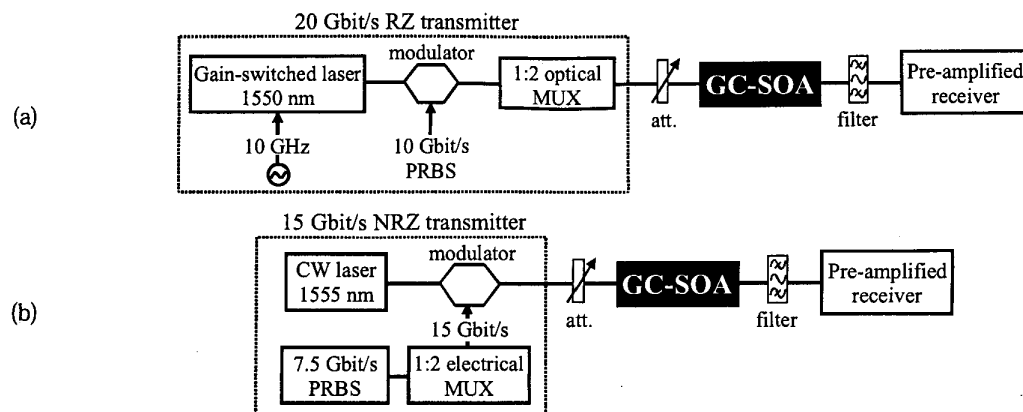 20 Gbit/s RZ transmitter
(a)
Gain-switched laser
1550 nm
10 GHz
modulator
10 Gbit/s
PRBS
1:2 optical
MUX
att.
GC-SOA
filter
Pre-amplified
receiver
15 Gbit/s NRZ transmitter
(b)
CW laser
1555 nm
modulator
15 Gbit/s
7.5 Gbit/s
PRBS
1:2 electrical
MUX
att.
GC-SOA
filter
Pre-amplified
receiver